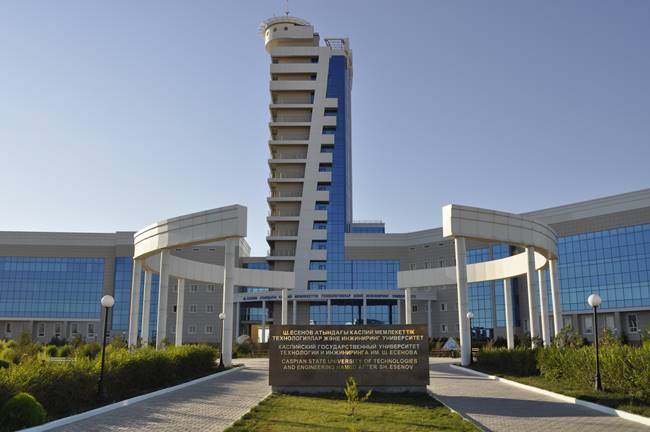 Ш. ЕСЕНОВ АТЫНДАҒЫ КАСПИЙ МЕМЛЕКЕТТІК
ТЕХНОЛОГИЯЛАР ЖӘНЕ ИНЖИНИРИНГ УНИВЕРСИТЕТІ
КАСПИЙСКИЙ ГОСУДАРСТВЕННЫЙ УНИВЕРСИТЕТ
ТЕХНОЛОГИИ И ИНЖИНИРИНГА ИМ. Ш. ЕСЕНОВА
CASPIAN STATE UNIVERSITY OF TECHNOLOGIES
AND ENGINEERING NAMED AFTER SH.ESENOV